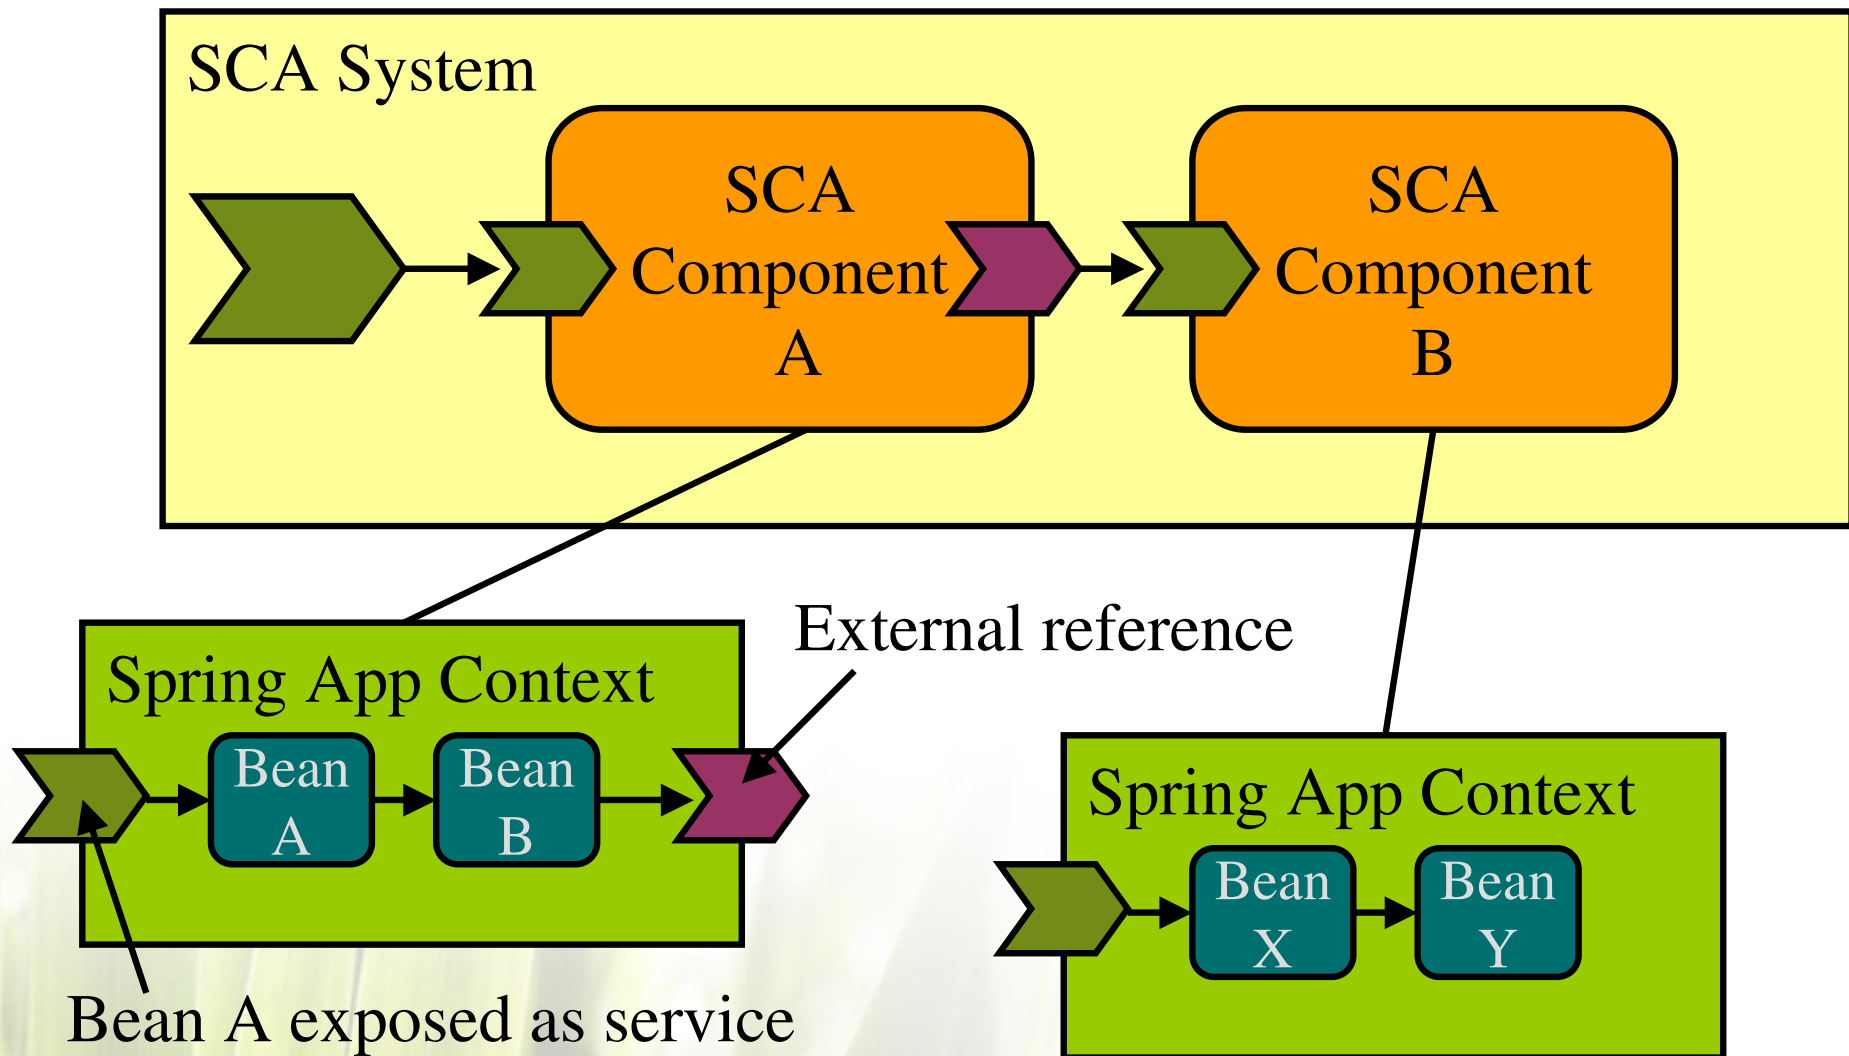 SCA System
SCA
Component
A
SCA
Component
B
External reference
Spring App Context
Bean
A
Bean
B
Spring App Context
Bean
X
Bean
Y
Bean A exposed as service